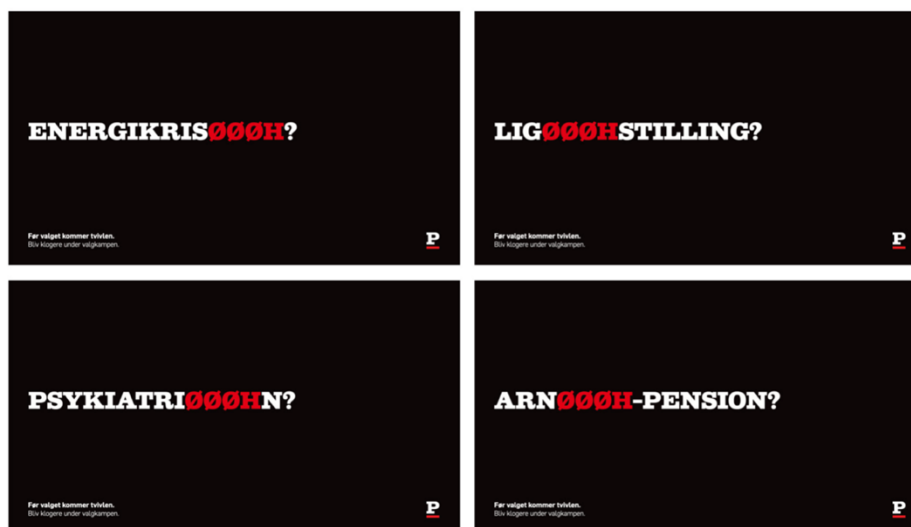 ENERGIKRISØØØH?
Før valget kommer tvivlen.
Bliv klogere under valgkampen.
P
LIGØØØHSTILLING?
Før valget kommer tvivlen.
Bliv klogere under valgkampen.
P
PSYKIATRIØØØHN?
Før valget kommer tvivlen.
Bliv klogere under valgkampen.
P
ARNØØØH-PENSION?
Før valget kommer tvivlen.
Bliv klogere under valgkampen.
P